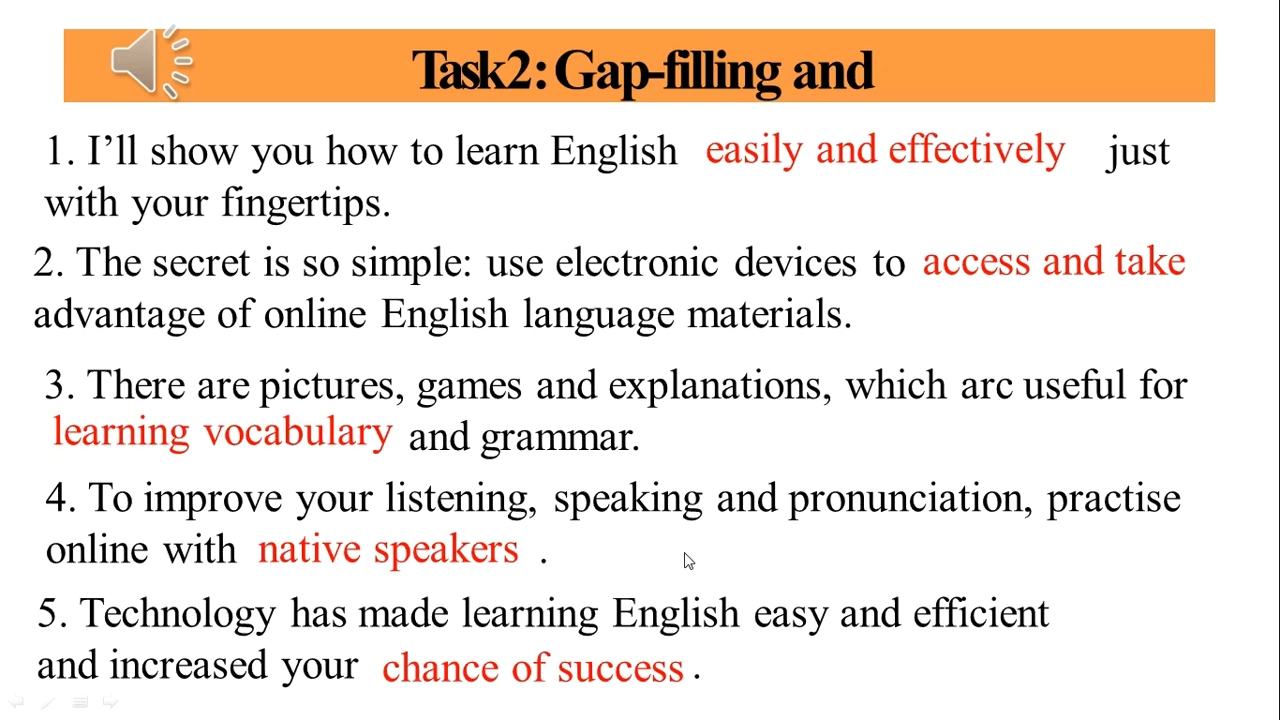 Task2: Gap-filling and
1. I’ll show you how to learn English easily and effectively just
with your fingertips.
2. The secret is so simple: use electronic devices to access and take
advantage of online English language materials.
3. There are pictures, games and explanations, which arc useful for
learning vocabulary and grammar.
4. To improve your listening, speaking and pronunciation, practise
online with native speakers .
5. Technology has made learning English easy and efficient
and increased your chance of success .